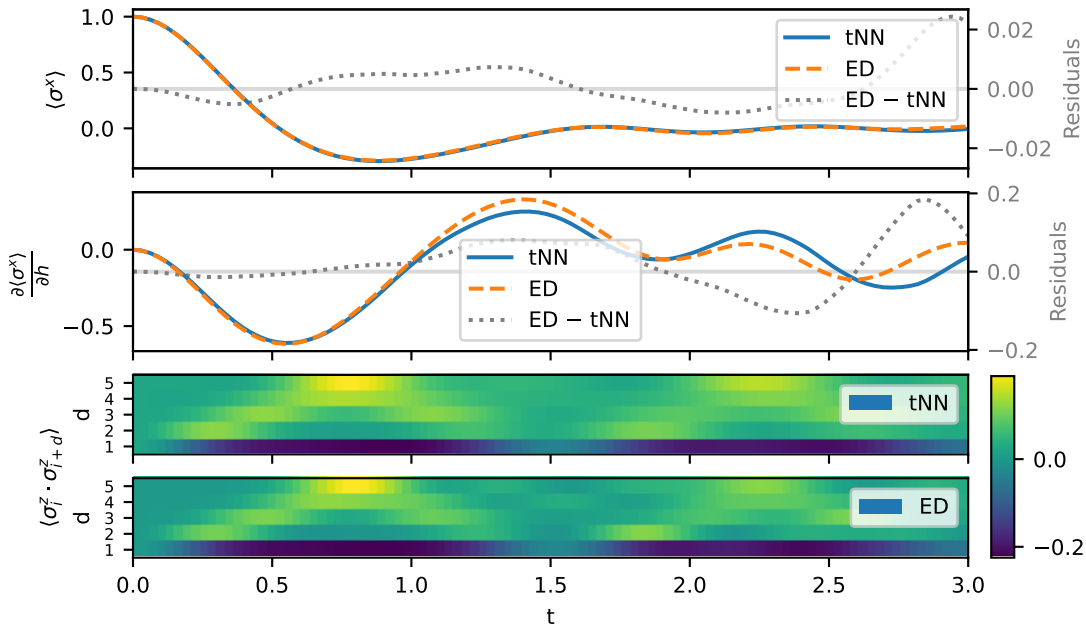 1.0
0.5
0.0
⟨σˣ⟩
tNN
ED
ED − tNN
0.02
0.00
−0.02
Residuals
0.0
−0.5
∂⟨σˣ⟩
∂h
tNN
ED
ED − tNN
0.2
0.0
−0.2
Residuals
5
4
3
2
1
d
tNN
⟨σᵢᶻ · σᵢ₊dᶻ⟩
5
4
3
2
1
d
ED
0.0
−0.2
0.0
0.5
1.0
1.5
2.0
2.5
3.0
t